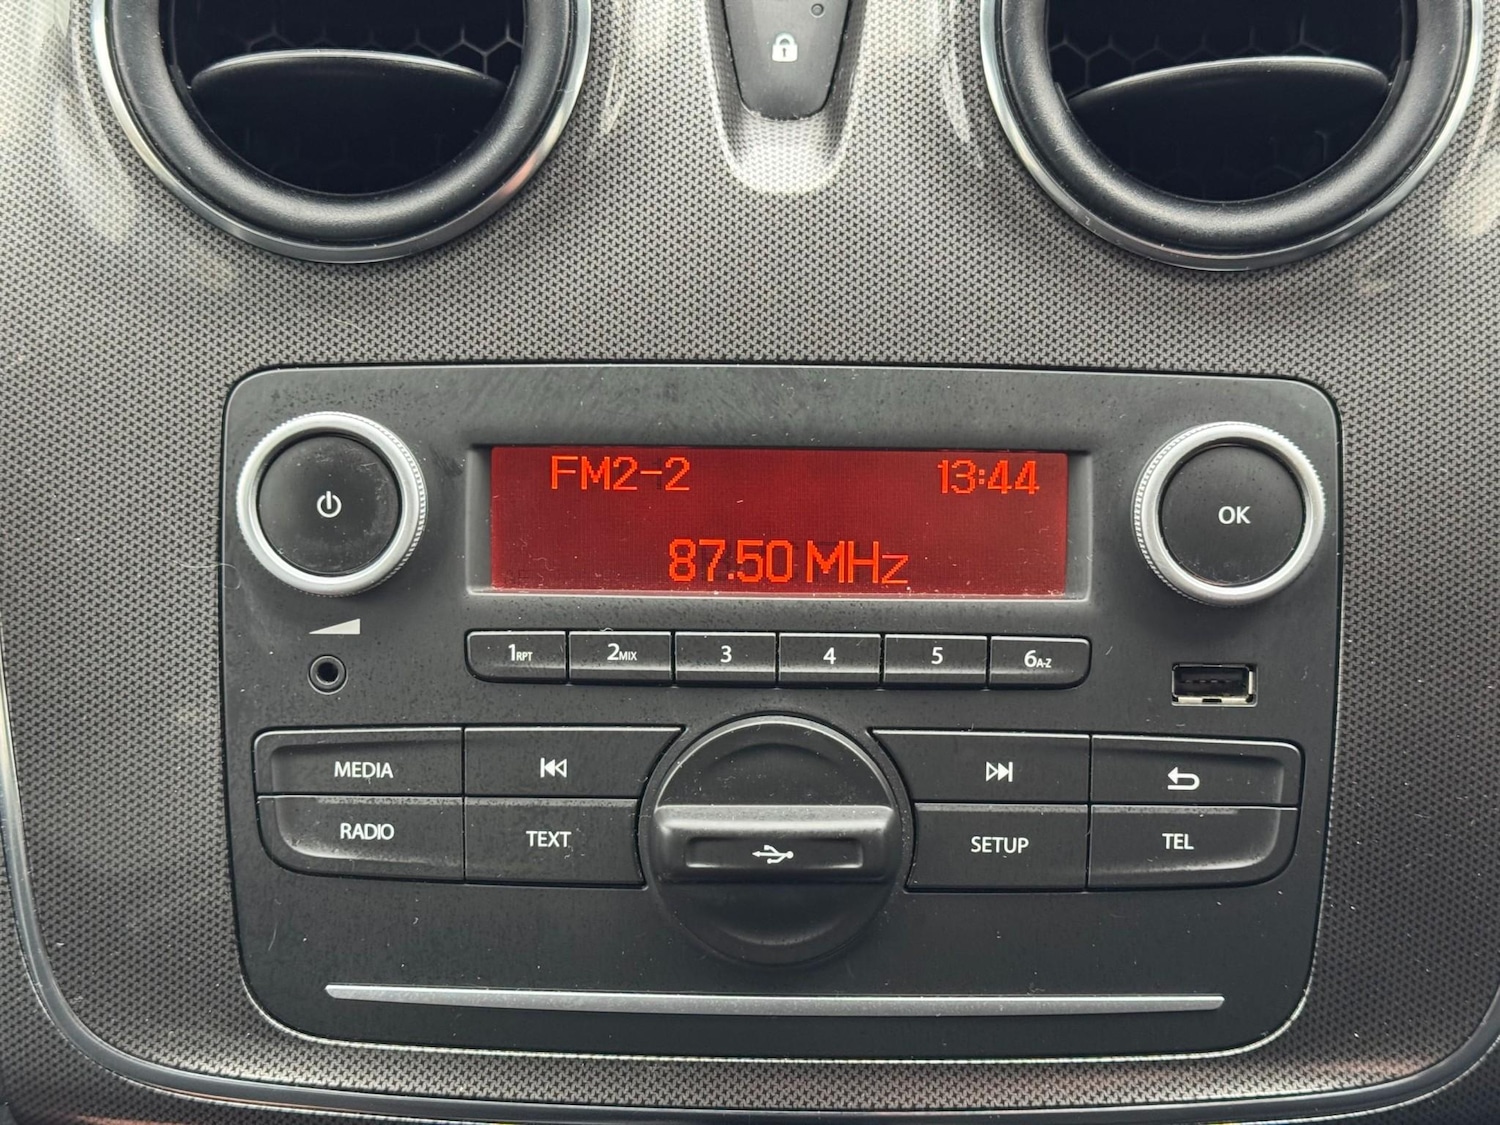 FM2-2 13:44
87.50 MHz
OK
1RPT 2MIX 3 4 5 6A-Z
MEDIA
RADIO TEXT SETUP TEL